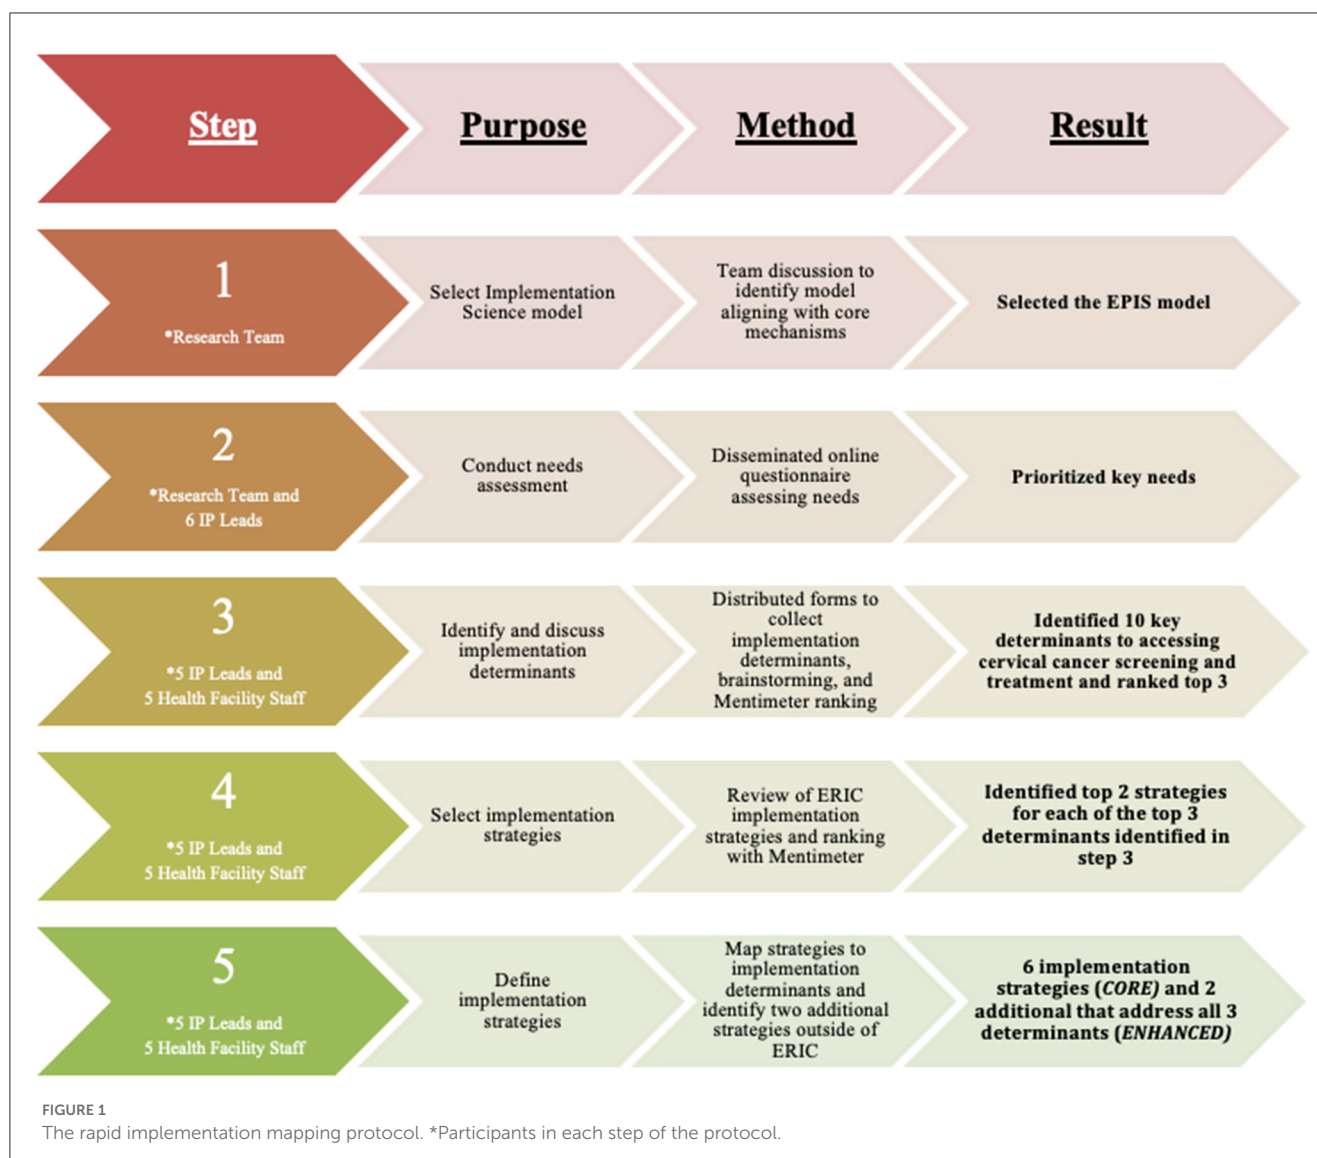 Step
Purpose
Method
Result
1
*Research Team
Select Implementation
Science model
Team discussion to
identify model
aligning with core
mechanisms
Selected the EPIS model
2
*Research Team and
6 IP Leads
Conduct needs
assessment
Disseminated online
questionnaire
assessing needs
Prioritized key needs
3
*5 IP Leads and
5 Health Facility Staff
Identify and discuss
implementation
determinants
Distributed forms to
collect
implementation
determinants,
brainstorming, and
Mentimeter ranking
Identified 10 key
determinants to accessing
cervical cancer screening and
treatment and ranked top 3
4
*5 IP Leads and
5 Health Facility Staff
Select implementation
strategies
Review of ERIC
implementation
strategies and ranking
with Mentimeter
Identified top 2 strategies
for each of the top 3
determinants identified in
step 3
5
*5 IP Leads and
5 Health Facility Staff
Define
implementation
strategies
Map strategies to
implementation
determinants and
identify two additional
strategies outside of
ERIC
6 implementation
strategies (CORE) and 2
additional that address all 3
determinants (ENHANCED)
FIGURE 1
The rapid implementation mapping protocol. *Participants in each step of the protocol.